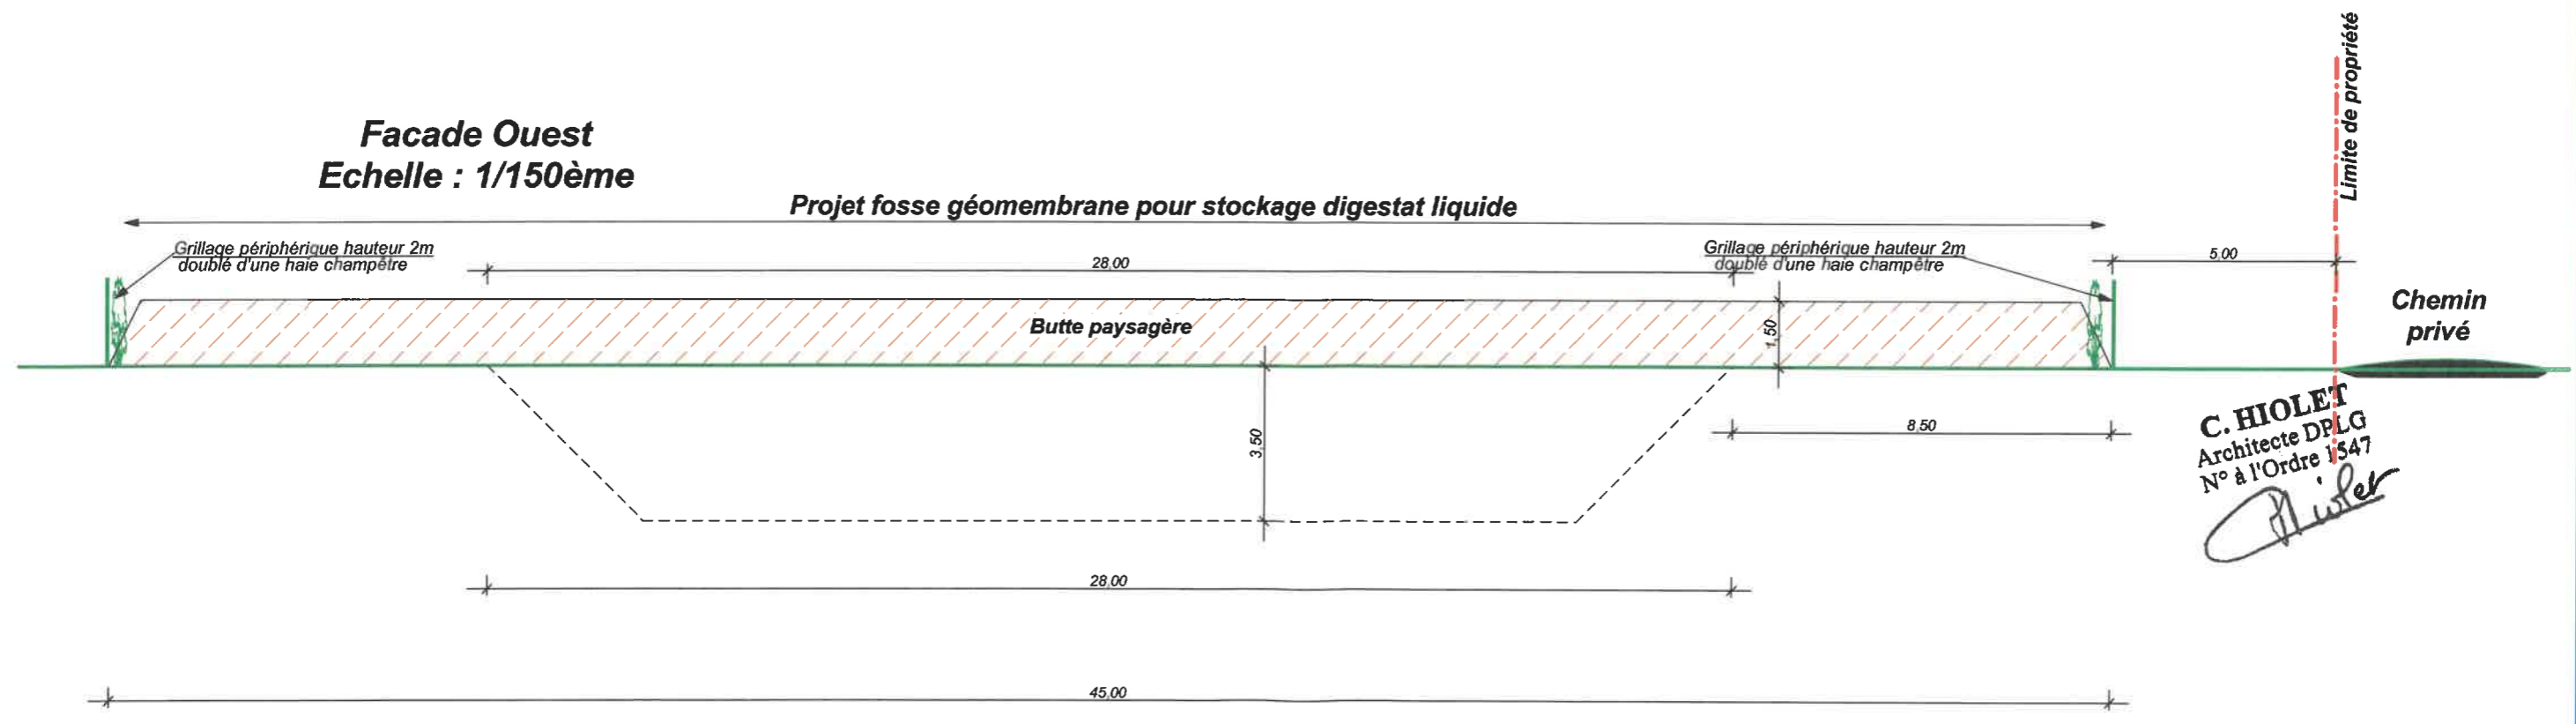 Limite de propriété
Facade Ouest
Echelle : 1/150ème
Projet fosse géomembrane pour stockage digestat liquide
Grillage périphérique hauteur 2m
doublé d'une haie champêtre
28,00
Grillage périphérique hauteur 2m
doublé d'une haie champêtre
5.00
Butte paysagère
1,50
Chemin
privé
3,50
8,50
C. HIOLET
Architecte DPLG
N° à l'Ordre 1547
Hiolet
28,00
45,00